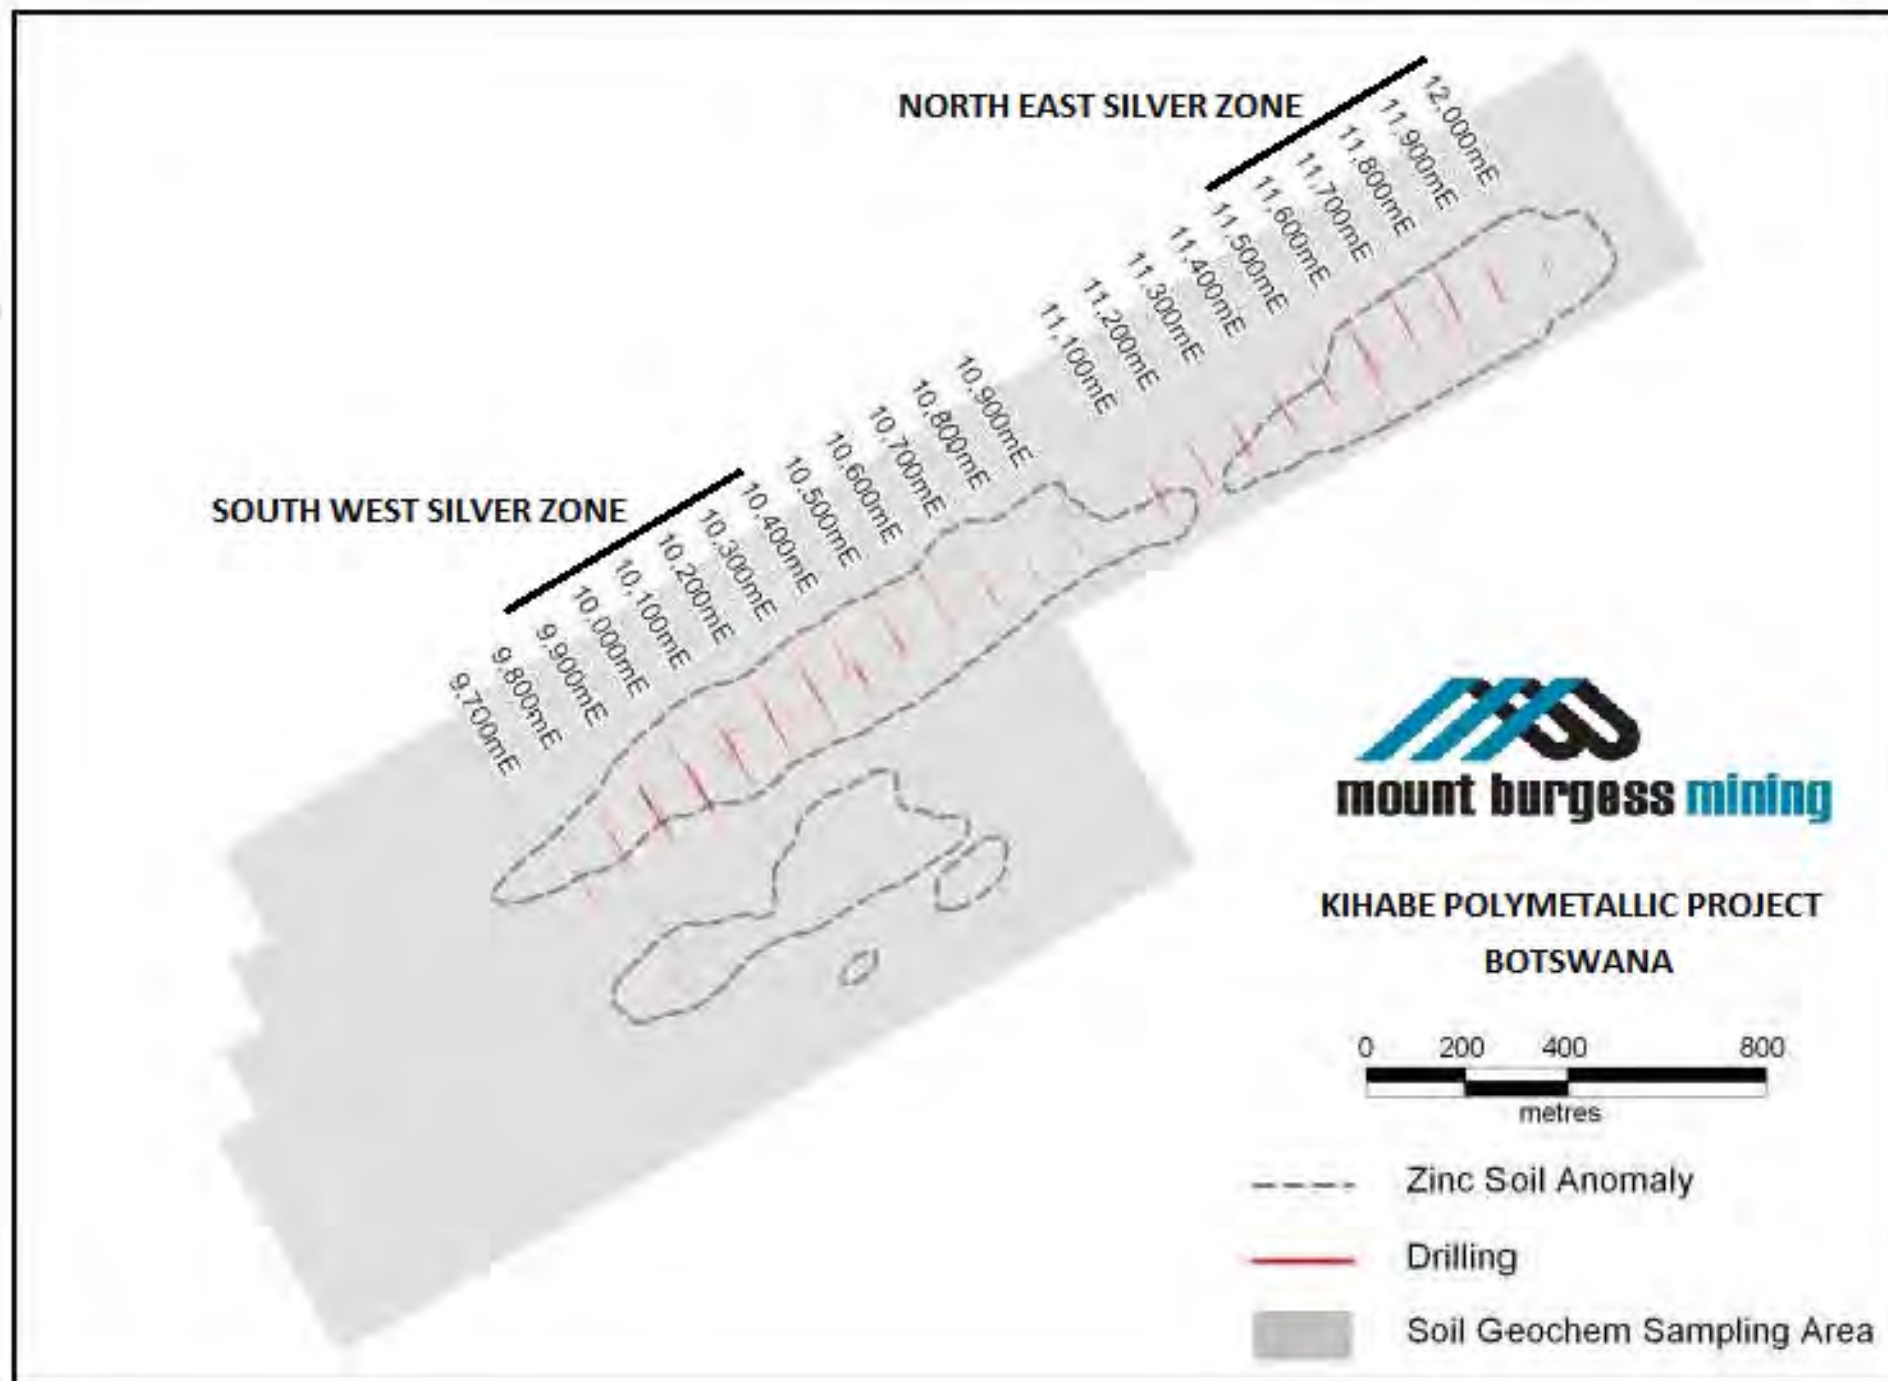 NORTH EAST SILVER ZONE
12,000mE
11,900mE
11,800mE
11,700mE
11,600mE
11,500mE
11,400mE
11,300mE
11,200mE
11,100mE
10,900mE
10,800mE
10,700mE
10,600mE
10,500mE
10,400mE
10,300mE
10,200mE
10,100mE
10,000mE
9,900mE
9,800mE
9,700mE
SOUTH WEST SILVER ZONE
mount burgess mining
KIHABE POLYMETALLIC PROJECT
BOTSWANA
0 200 400 800
metres
Zinc Soil Anomaly
Drilling
Soil Geochem Sampling Area